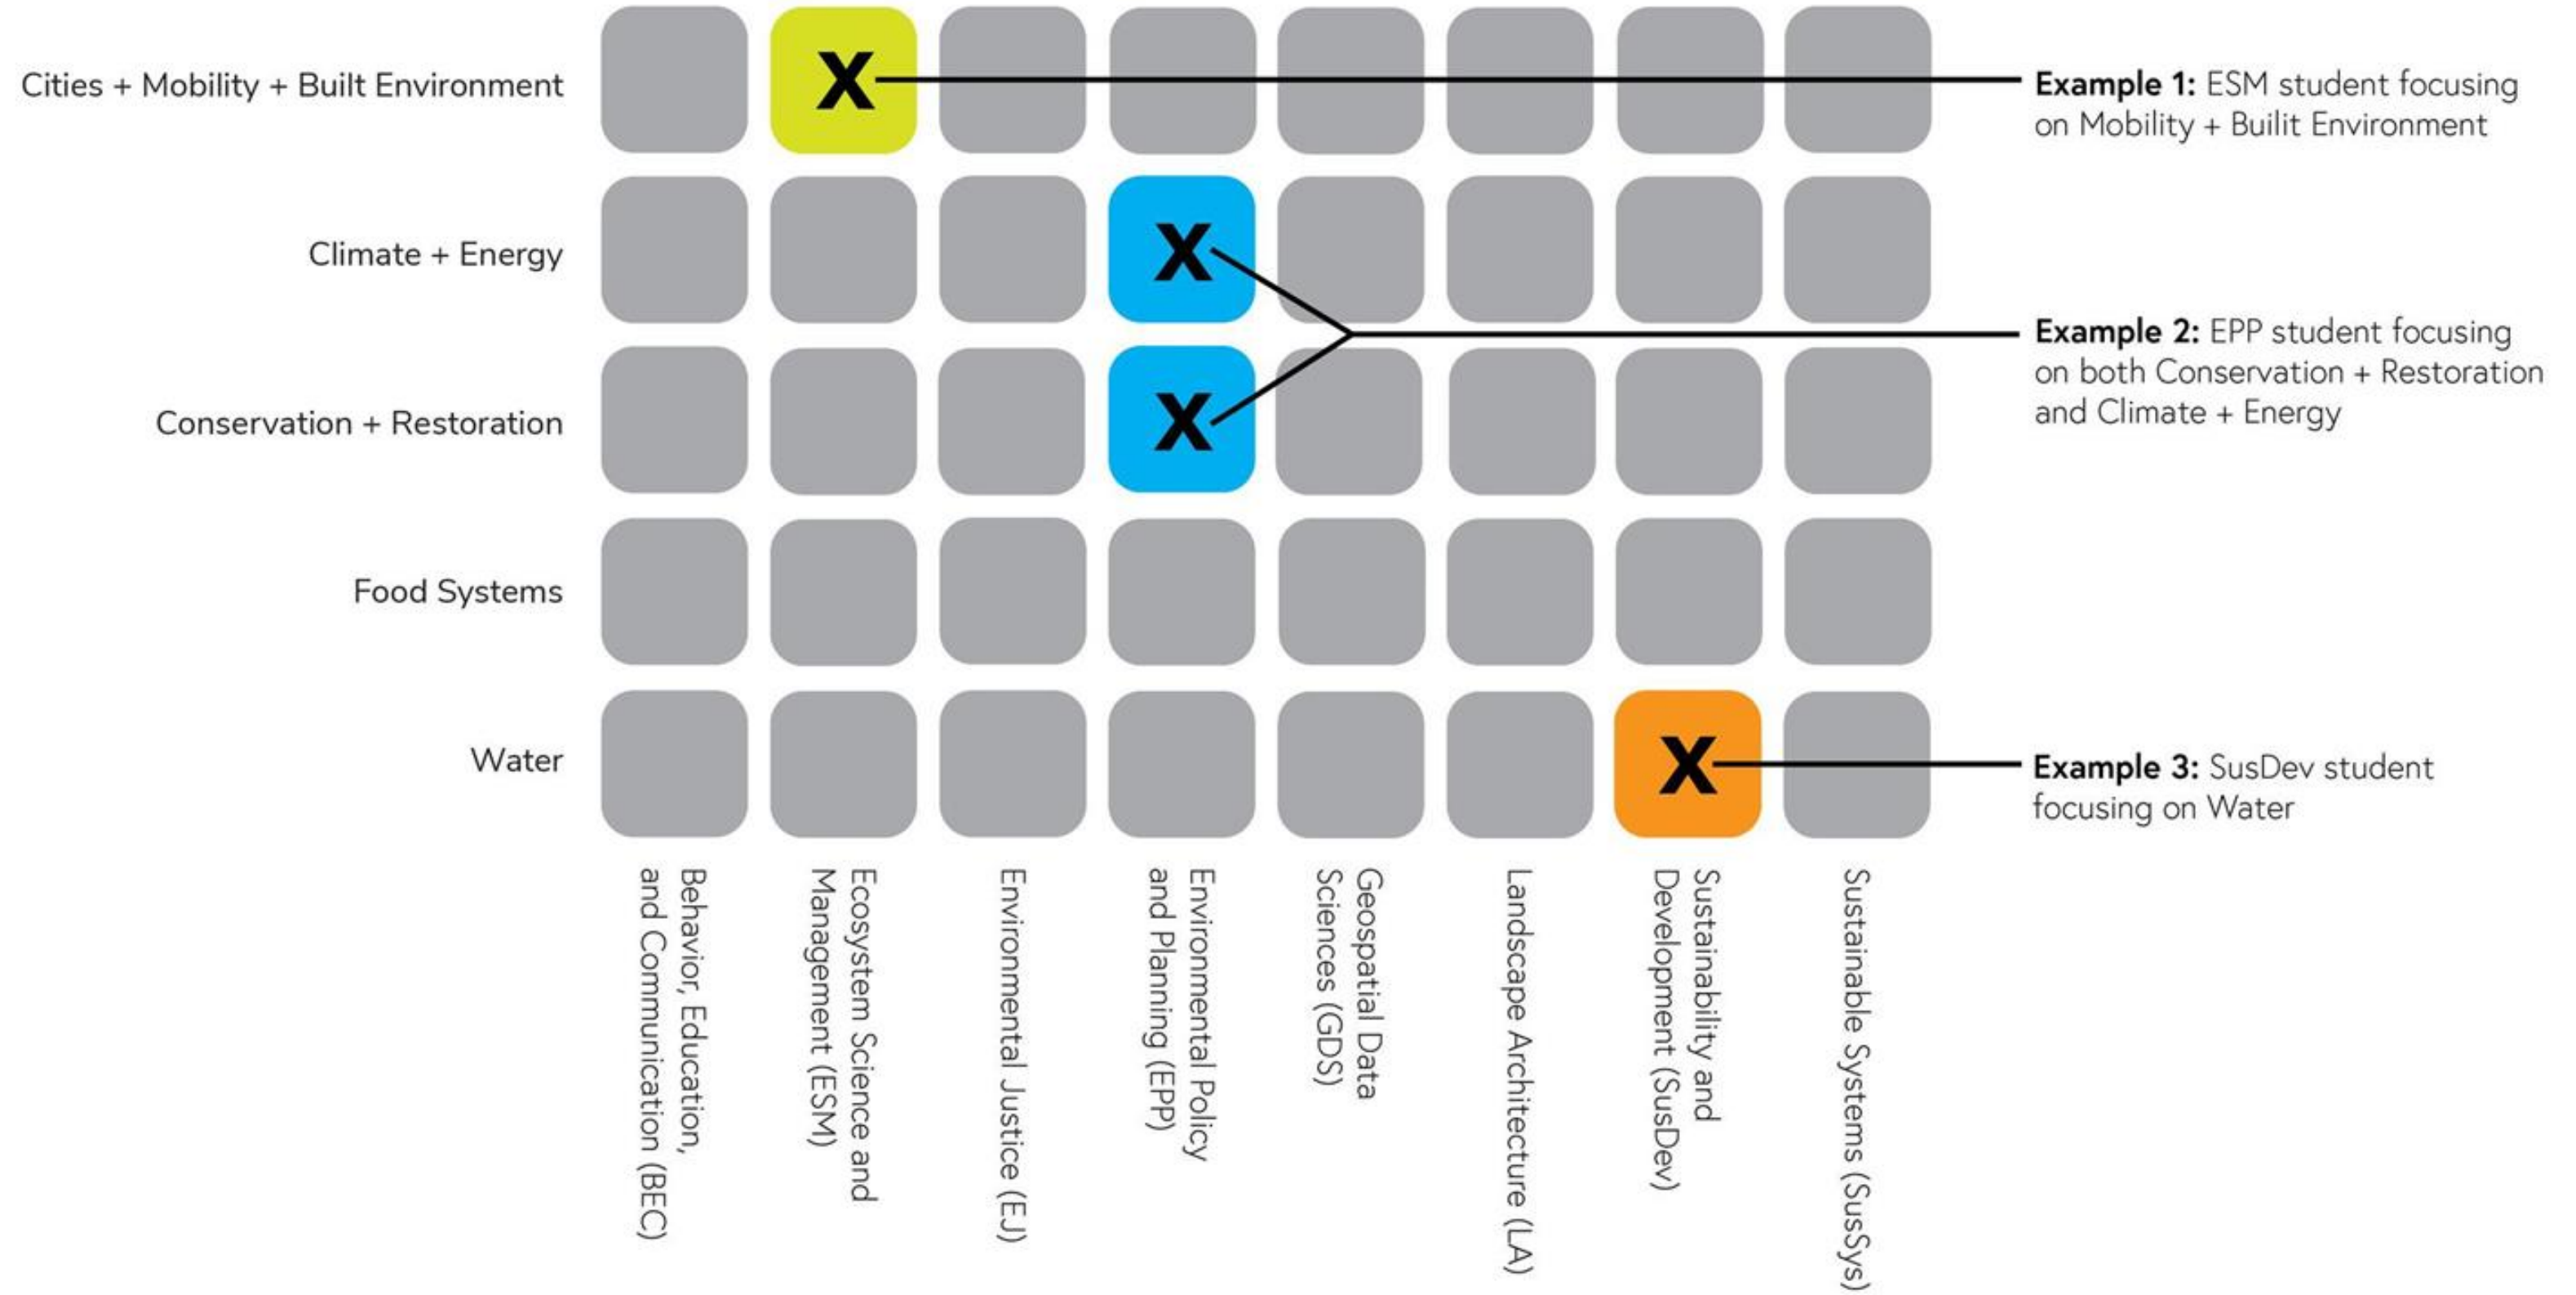 Cities + Mobility + Built Environment
X
Example 1: ESM student focusing
on Mobility + Builit Environment
Climate + Energy
X
Example 2: EPP student focusing
on both Conservation + Restoration
and Climate + Energy
Conservation + Restoration
X
Food Systems
Water
X
Example 3: SusDev student
focusing on Water
Behavior, Education,
and Communication (BEC)
Ecosystem Science and
Management (ESM)
Environmental Justice (EJ)
Environmental Policy
and Planning (EPP)
Geospatial Data
Sciences (GDS)
Landscape Architecture (LA)
Sustainability and
Development (SusDev)
Sustainable Systems (SusSys)